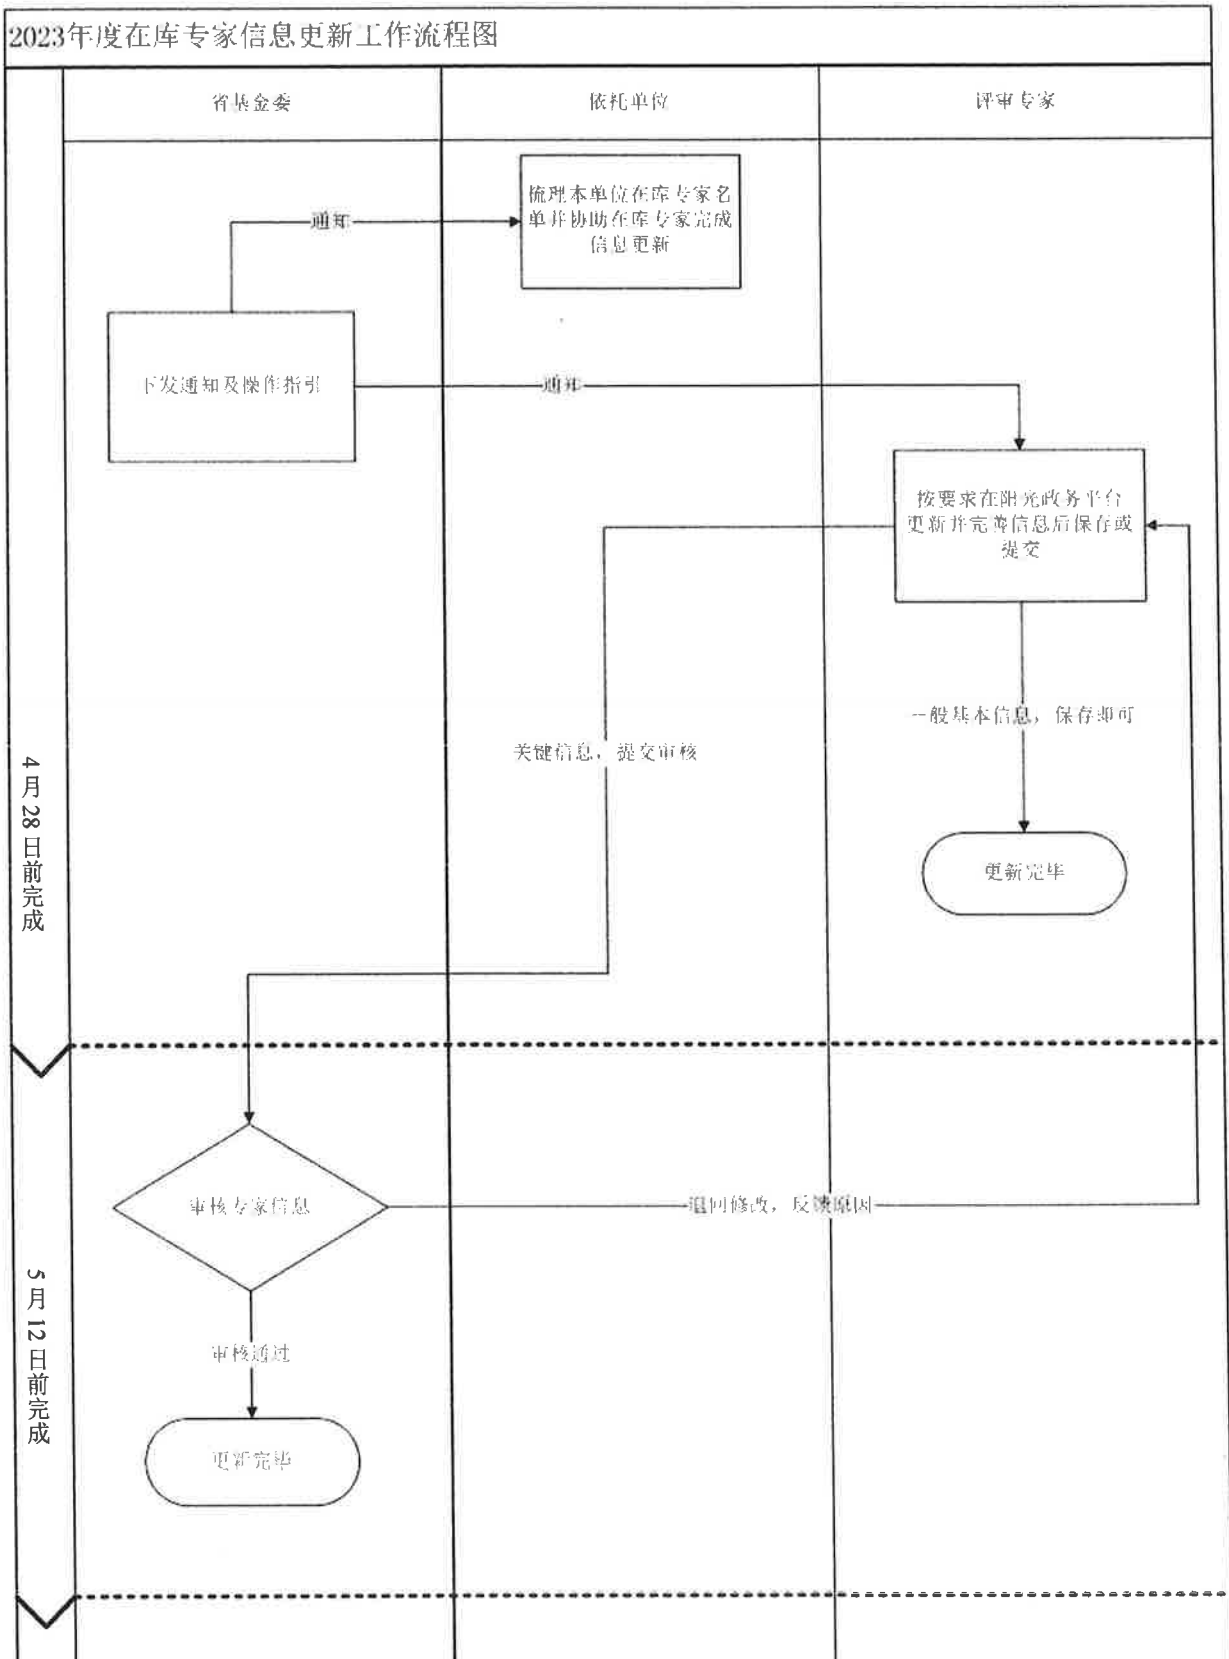 2023年度在库专家信息更新工作流程图
省基金委
依托单位
评审专家
梳理本单位在库专家名
单并协助在库专家完成
信息更新
通知
下发通知及操作指引
通知
按要求在阳光政务平台
更新并完善信息后保存或
提交
一般基本信息，保存即可
关键信息，提交审核
4月28日前完成
更新完毕
审核专家信息
退回修改，反馈原因
5月12日前完成
审核通过
更新完毕